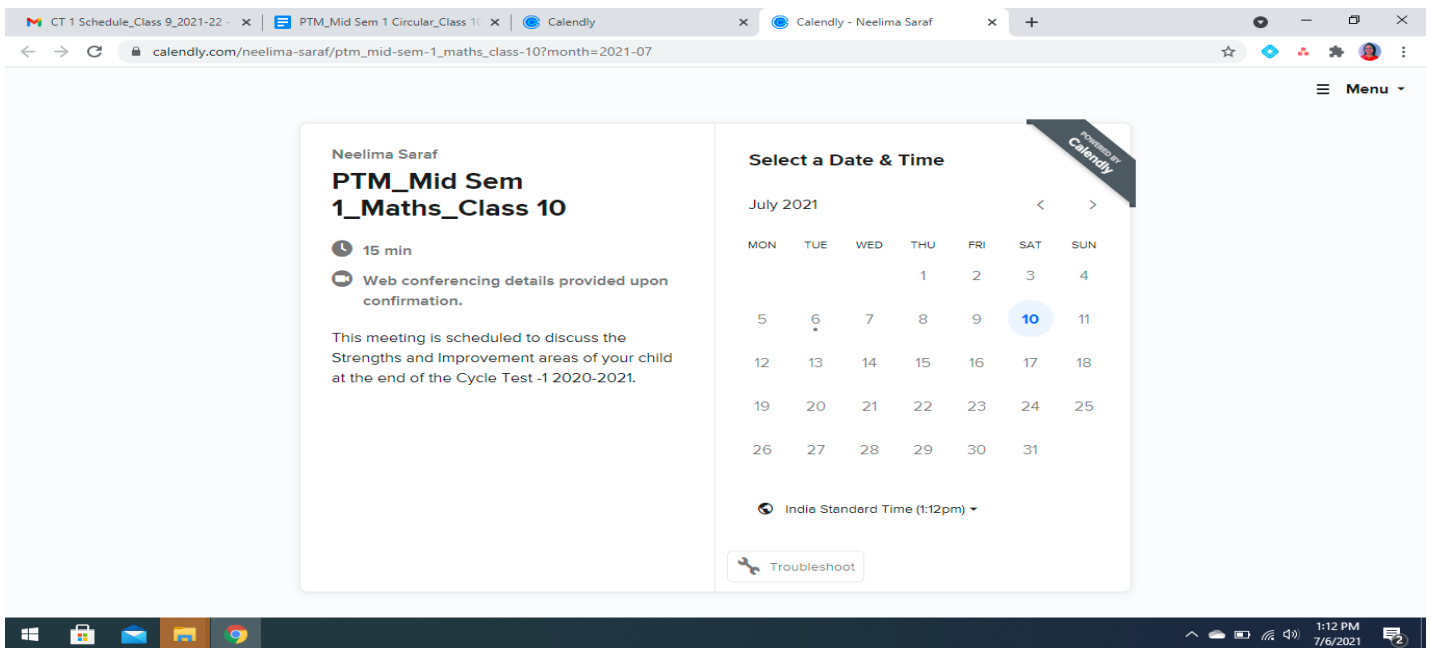 CT 1 Schedule_Class 9_2021-22 -
PTM_Mid Sem 1 Circular_Class 10
Calendly
Calendly - Neelima Saraf
calendly.com/neelima-saraf/ptm_mid-sem-1_maths_class-10?month=2021-07
Menu
Neelima Saraf
PTM_Mid Sem
1_Maths_Class 10
15 min
Web conferencing details provided upon
confirmation.
This meeting is scheduled to discuss the
Strengths and Improvement areas of your child
at the end of the Cycle Test -1 2020-2021.
POWERED BY
Calendly
Select a Date & Time
July 2021
MON TUE WED THU FRI SAT SUN
1 2 3 4
5 6 7 8 9 10 11
12 13 14 15 16 17 18
19 20 21 22 23 24 25
26 27 28 29 30 31
India Standard Time (1:12pm)
Troubleshoot
1:12 PM
7/6/2021
2